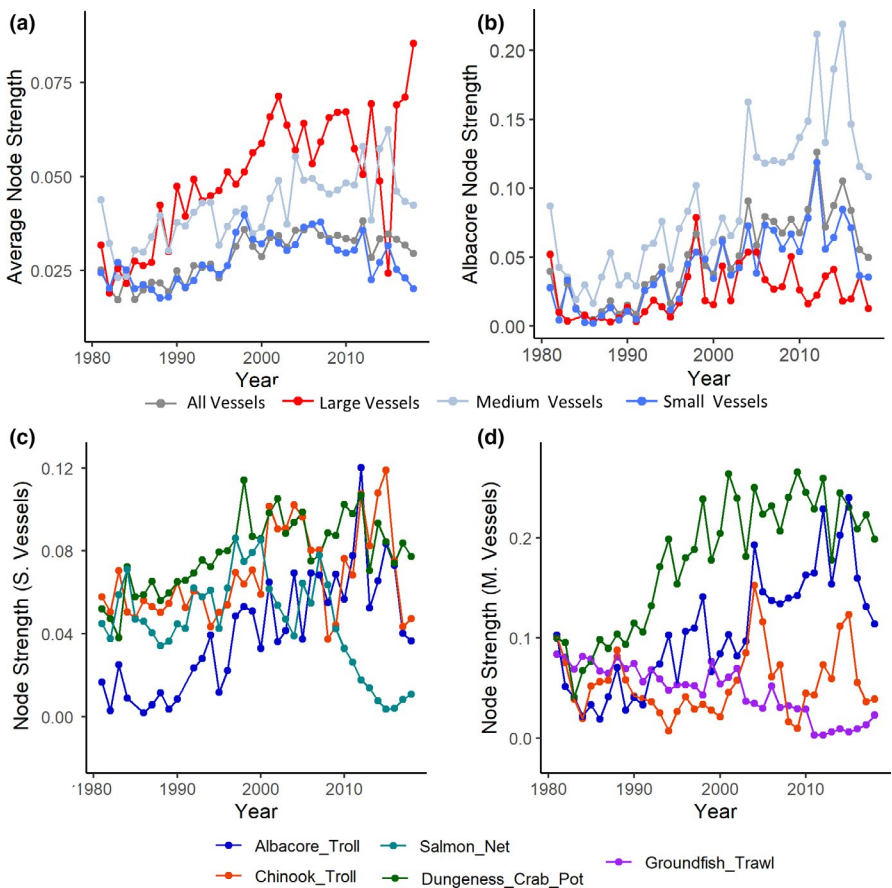 (a)
Average Node Strength
0.075
0.050
0.025
1980 1990 2000 2010
Year
(b)
Albacore Node Strength
0.20
0.15
0.10
0.05
0.00
1980 1990 2000 2010
Year
All Vessels Large Vessels Medium Vessels Small Vessels
(c)
Node Strength (S. Vessels)
0.12
0.08
0.04
0.00
1980 1990 2000 2010
Year
(d)
Node Strength (M. Vessels)
0.2
0.1
0.0
1980 1990 2000 2010
Year
Albacore_Troll Salmon_Net Groundfish_Trawl
Chinook_Troll Dungeness_Crab_Pot